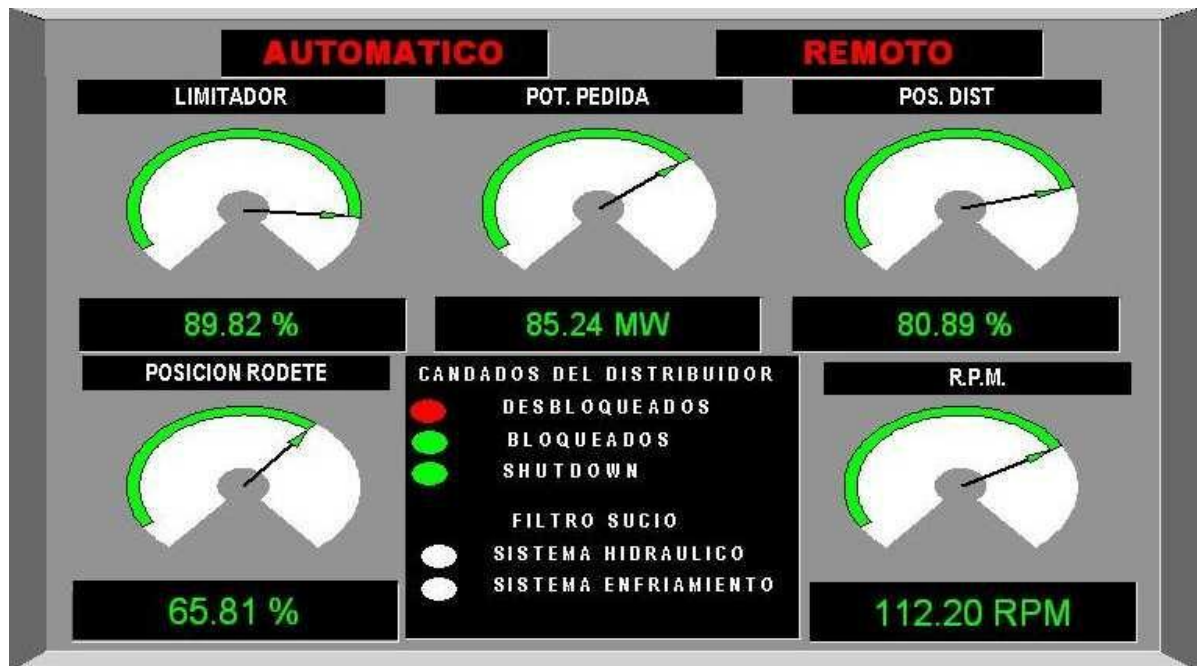 AUTOMATICO
REMOTO
LIMITADOR
POT. PEDIDA
POS. DIST
89.82 %
85.24 MW
80.89 %
POSICION RODETE
CANDADOS DEL DISTRIBUIDOR
R.P.M.
DESBLOQUEADOS
BLOQUEADOS
SHUTDOWN
FILTRO SUCIO
SISTEMA HIDRAULICO
SISTEMA ENFRIAMIENTO
65.81 %
112.20 RPM